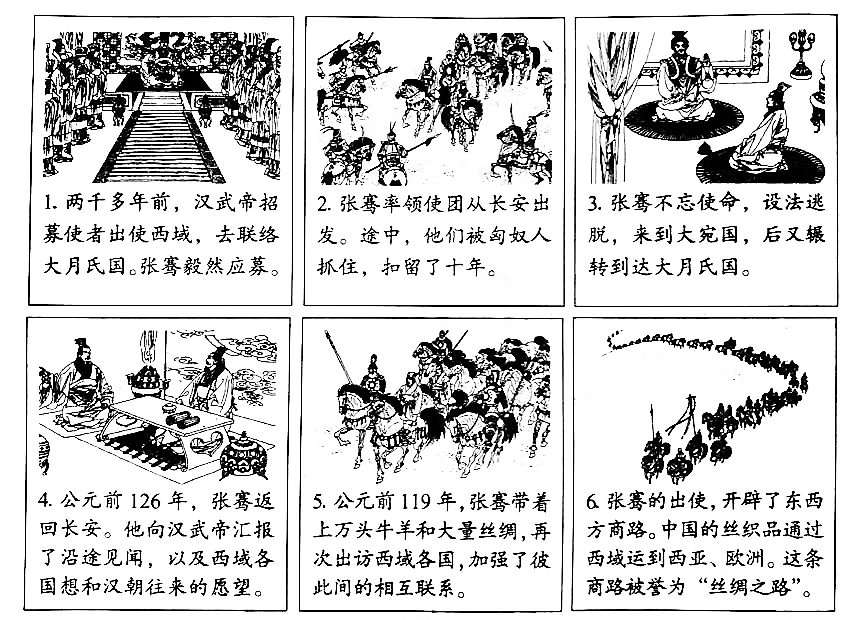 1. 两千多年前，汉武帝招
募使者出使西域，去联络
大月氏国。张骞毅然应募。
2. 张骞率领使团从长安出
发。途中，他们被匈奴人
抓住，扣留了十年。
3. 张骞不忘使命，设法逃
脱，来到大宛国，后又辗
转到达大月氏国。
4. 公元前 126 年，张骞返
回长安。他向汉武帝汇报
了沿途见闻，以及西域各
国想和汉朝往来的愿望。
5. 公元前 119 年，张骞带着
上万头牛羊和大量丝绸，再
次出访西域各国，加强了彼
此间的相互联系。
6. 张骞的出使，开辟了东西
方商路。中国的丝织品通过
西域运到西亚、欧洲。这条
商路被誉为“丝绸之路”。